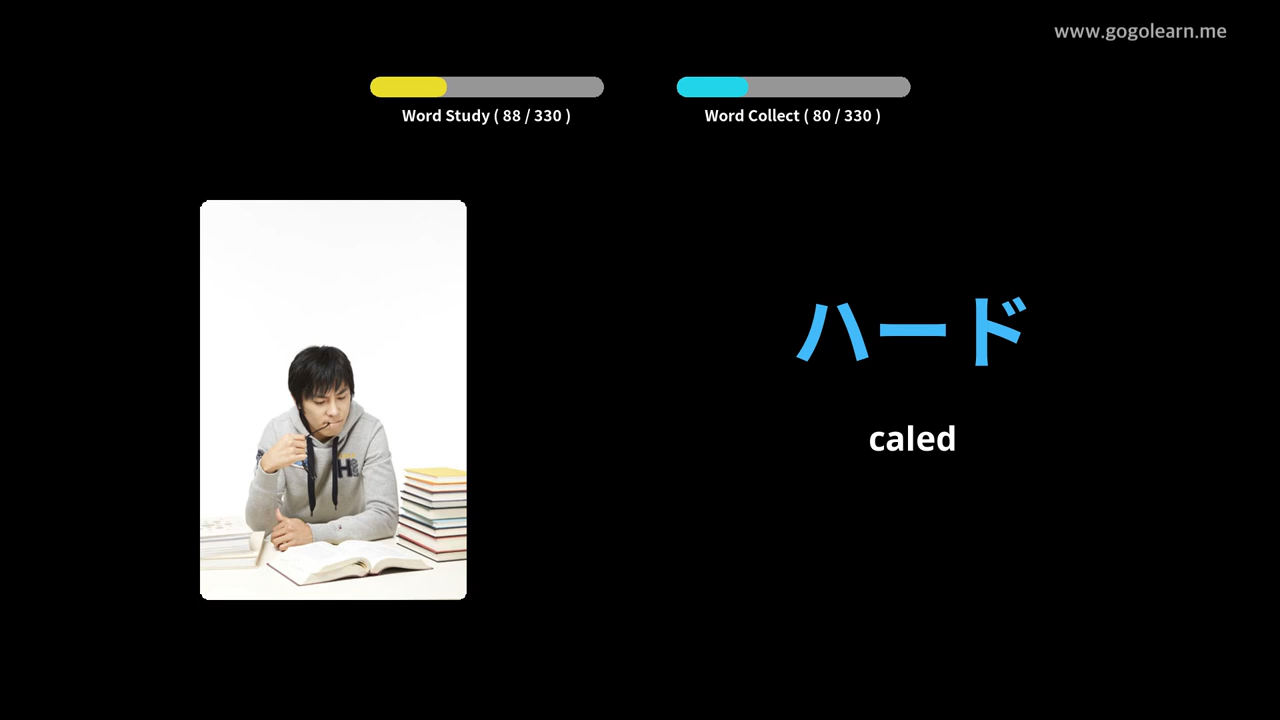 www.gogolearn.me
Word Study ( 88 / 330 )
Word Collect ( 80 / 330 )
ハード
caled
H